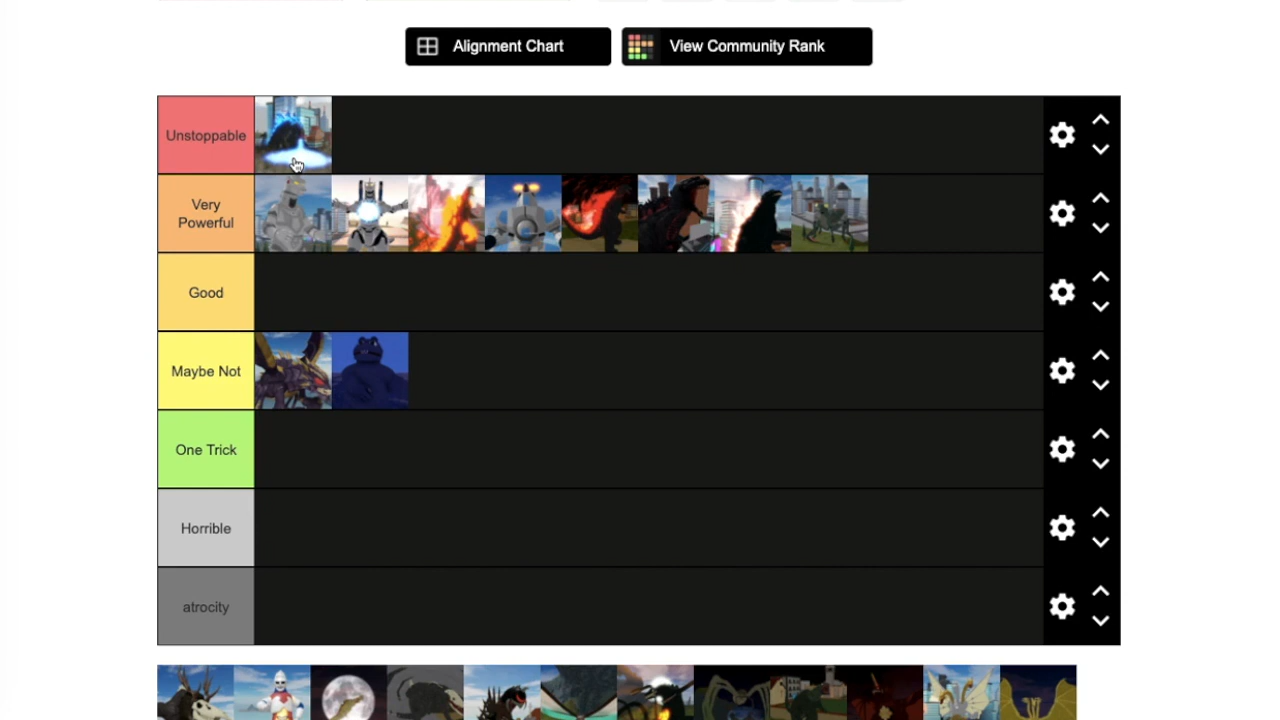 Alignment Chart
View Community Rank
Unstoppable
Very
Powerful
Good
Maybe Not
One Trick
Horrible
atrocity